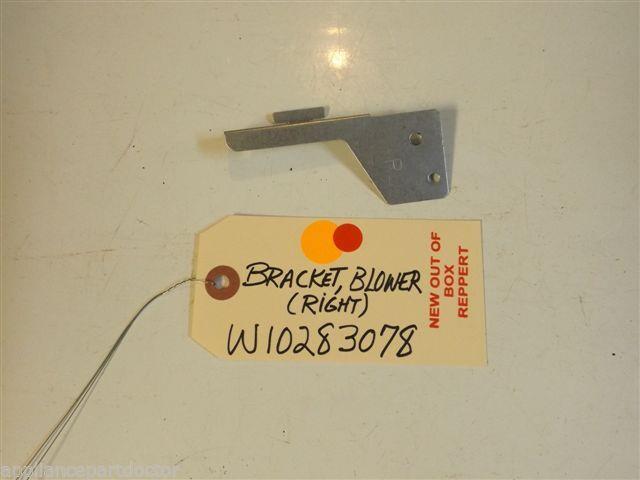 R
BRACKET, BLOWER
(RIGHT)
W10283078
NEW OUT OF
BOX
REPPERT
appliancepartdoctor